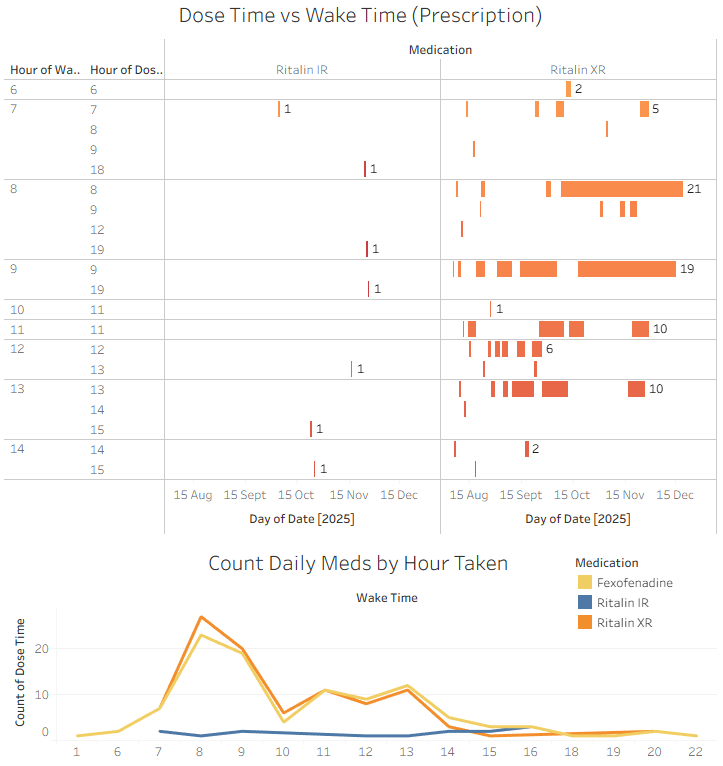 Dose Time vs Wake Time (Prescription)
Medication
Hour of Wa.. Hour of Dos.. Ritalin IR Ritalin XR
6 6 2
7 7 1 5
8
9
18 1
8 8 21
9
12
19 1
9 9 19
19 1
10 11 1
11 11 10
12 12 6
13 1
13 13 10
14
15 1
14 14 2
15 1
15 Aug 15 Sept 15 Oct 15 Nov 15 Dec 15 Aug 15 Sept 15 Oct 15 Nov 15 Dec
Day of Date [2025] Day of Date [2025]
Count Daily Meds by Hour Taken
Wake Time
Medication
Fexofenadine
Ritalin IR
Ritalin XR
Count of Dose Time
20
10
0
1 6 7 8 9 10 11 12 13 14 15 16 18 19 20 22